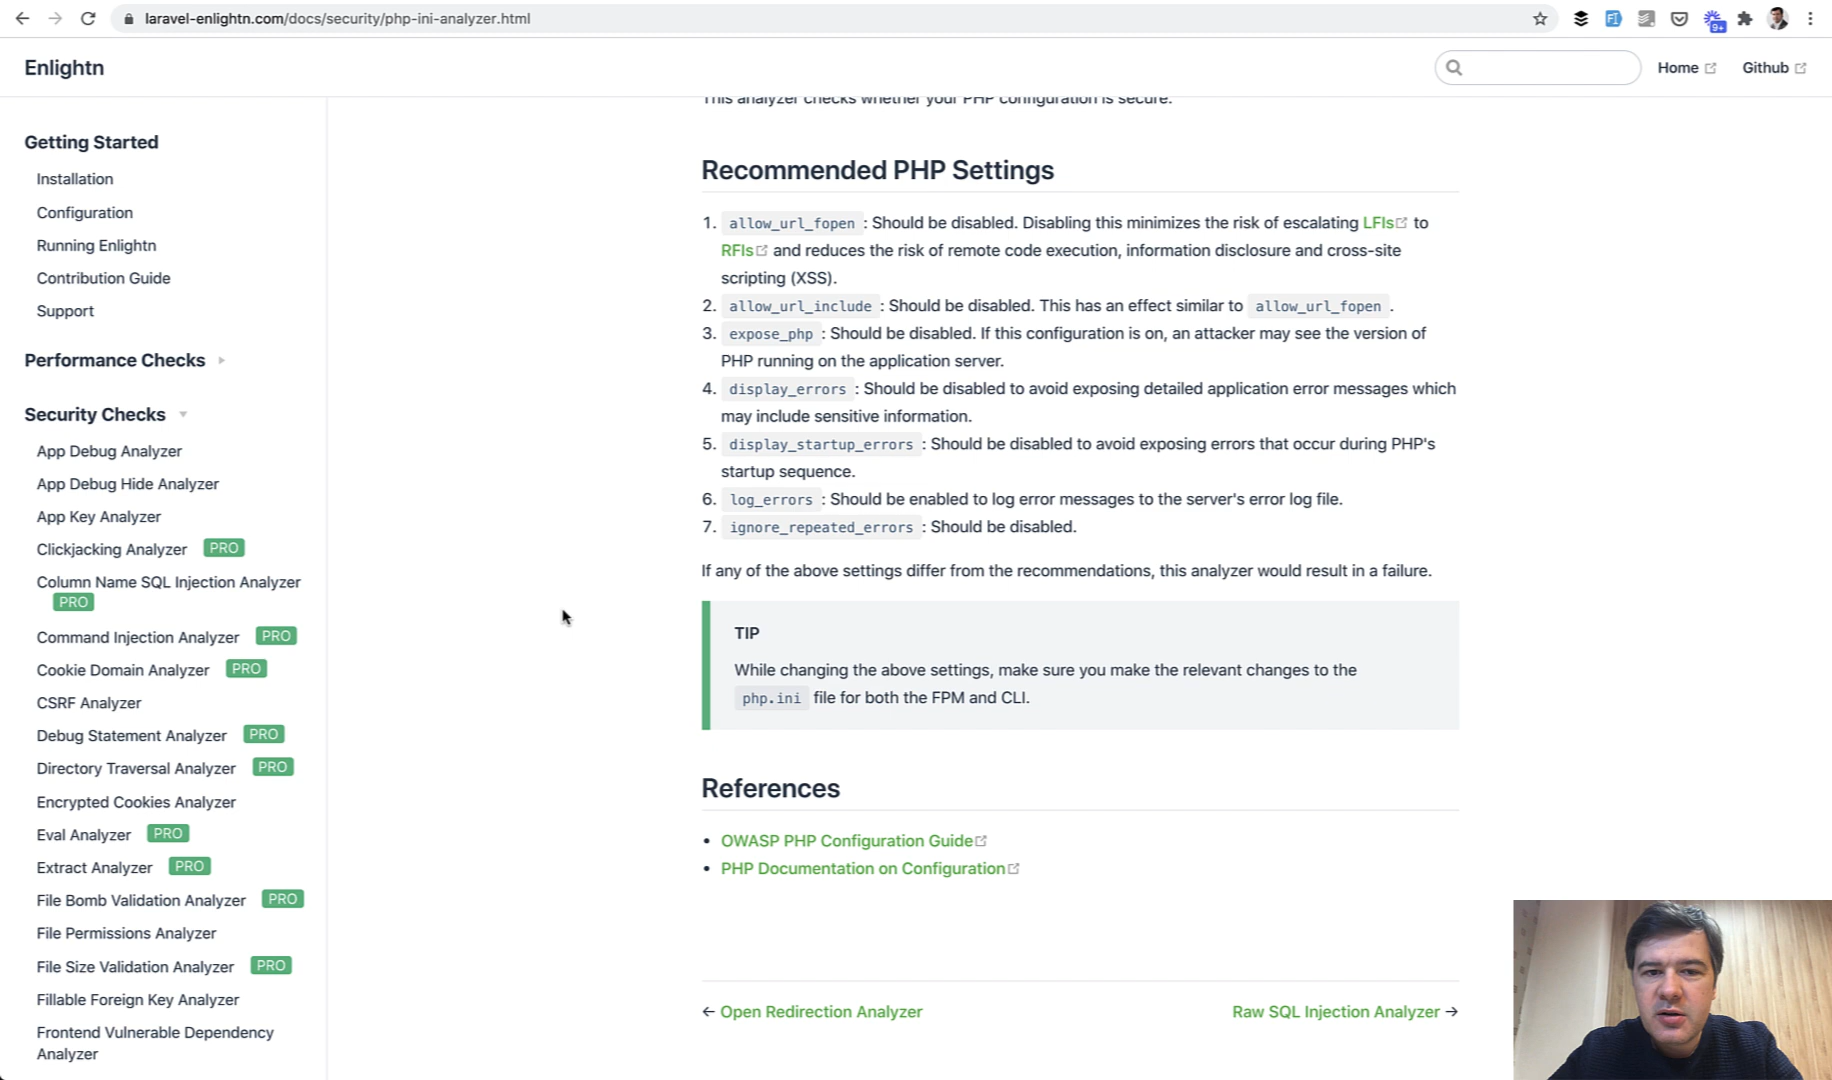 laravel-enlightn.com/docs/security/php-ini-analyzer.html
9+
Enlightn
Home
Github
Getting Started
Installation
Configuration
Running Enlightn
Contribution Guide
Support
Performance Checks
Security Checks
App Debug Analyzer
App Debug Hide Analyzer
App Key Analyzer
Clickjacking Analyzer PRO
Column Name SQL Injection Analyzer
PRO
Command Injection Analyzer PRO
Cookie Domain Analyzer PRO
CSRF Analyzer
Debug Statement Analyzer PRO
Directory Traversal Analyzer PRO
Encrypted Cookies Analyzer
Eval Analyzer PRO
Extract Analyzer PRO
File Bomb Validation Analyzer PRO
File Permissions Analyzer
File Size Validation Analyzer PRO
Fillable Foreign Key Analyzer
Frontend Vulnerable Dependency
Analyzer
This analyzer checks whether your PHP configuration is secure.
Recommended PHP Settings
1. allow_url_fopen : Should be disabled. Disabling this minimizes the risk of escalating LFIs to
RFIs and reduces the risk of remote code execution, information disclosure and cross-site
scripting (XSS).
2. allow_url_include : Should be disabled. This has an effect similar to allow_url_fopen .
3. expose_php : Should be disabled. If this configuration is on, an attacker may see the version of
PHP running on the application server.
4. display_errors : Should be disabled to avoid exposing detailed application error messages which
may include sensitive information.
5. display_startup_errors : Should be disabled to avoid exposing errors that occur during PHP's
startup sequence.
6. log_errors : Should be enabled to log error messages to the server's error log file.
7. ignore_repeated_errors : Should be disabled.
If any of the above settings differ from the recommendations, this analyzer would result in a failure.
TIP
While changing the above settings, make sure you make the relevant changes to the
php.ini file for both the FPM and CLI.
References
• OWASP PHP Configuration Guide
• PHP Documentation on Configuration
← Open Redirection Analyzer
Raw SQL Injection Analyzer →